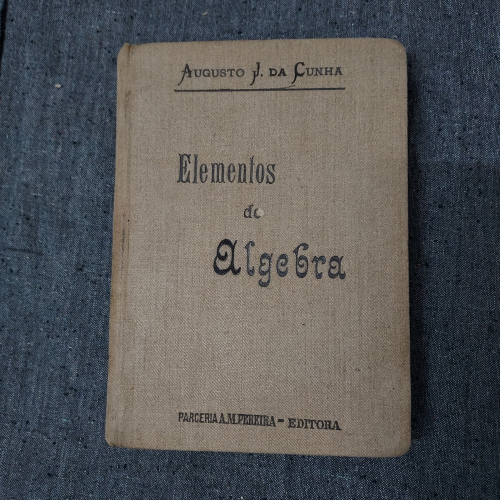 Augusto J. da Cunha
Elementos
de
Algebra
PARCERIA A. M. PEREIRA - EDITORA